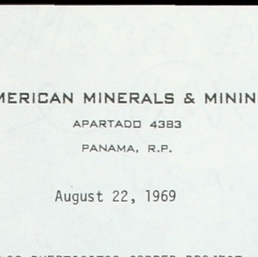 MERICAN MINERALS & MININ
APARTADO 4383
PANAMA, R.P.
August 22, 1969